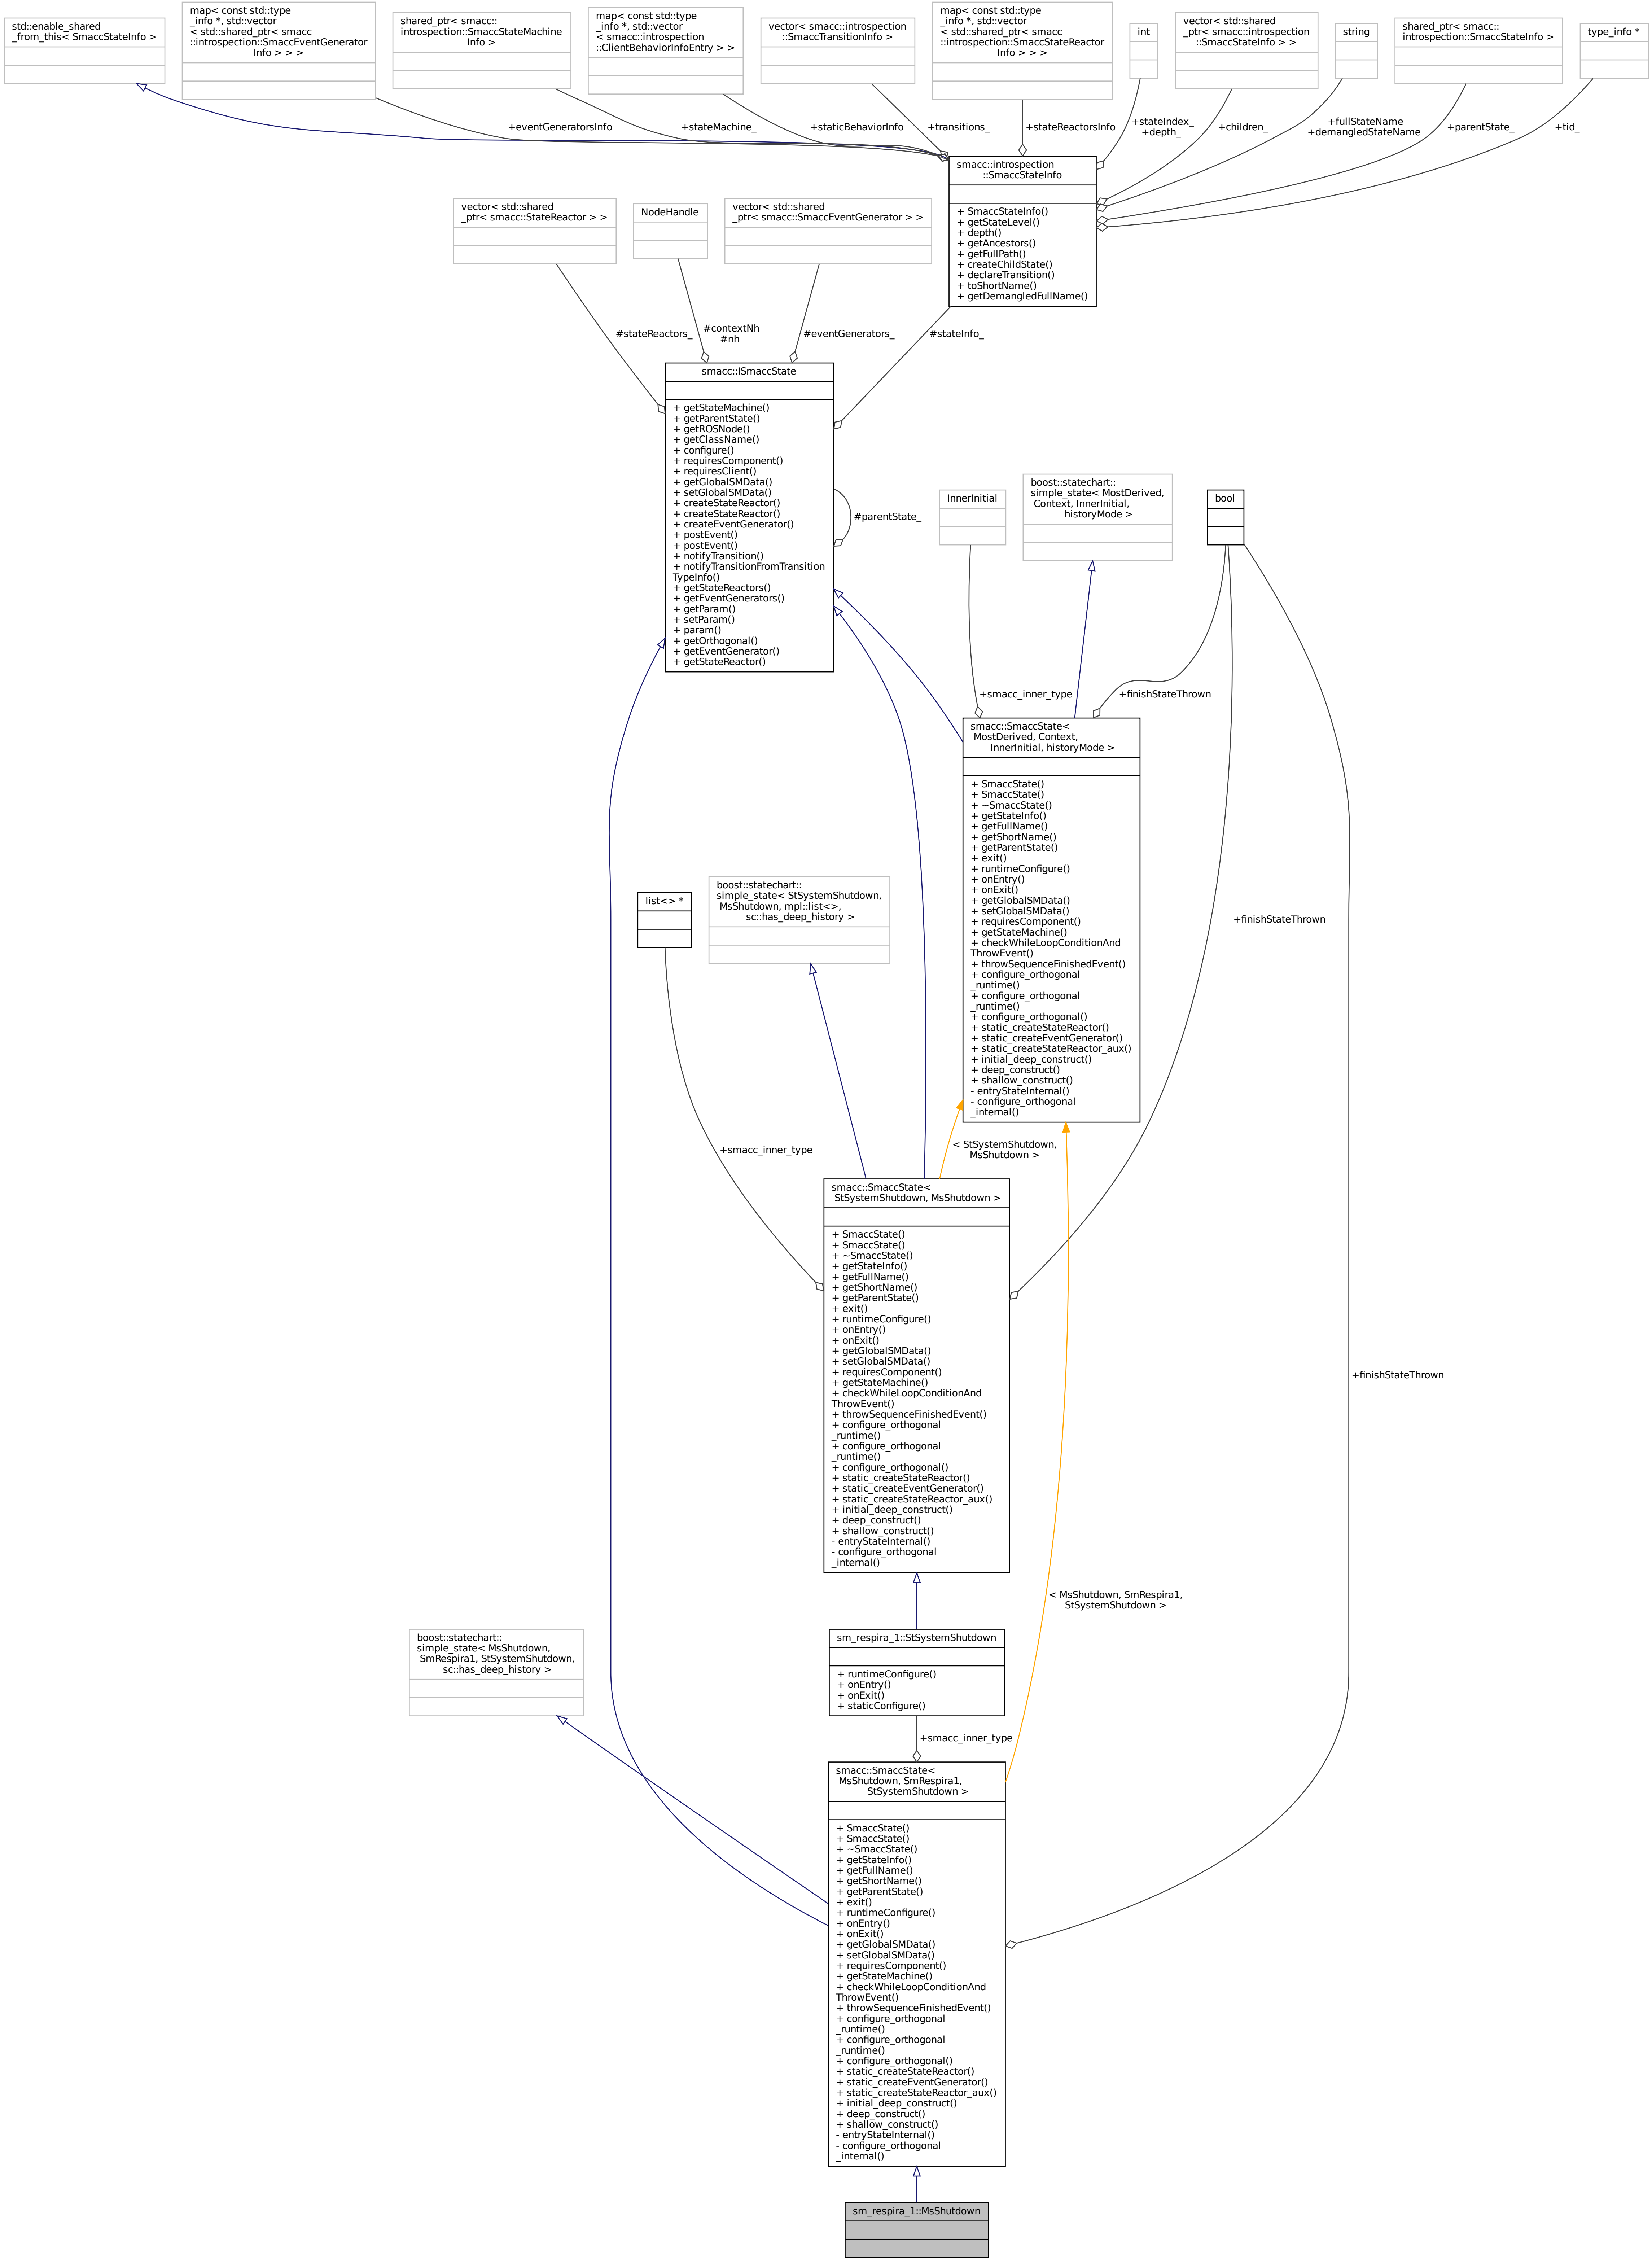 std::enable_shared
_from_this< SmaccStateInfo >
map< const std::type
_info *, std::vector
< std::shared_ptr< smacc
::introspection::SmaccEventGenerator
Info > > >
shared_ptr< smacc::
introspection::SmaccStateMachine
Info >
map< const std::type
_info *, std::vector
< smacc::introspection
::ClientBehaviorInfoEntry > >
vector< smacc::introspection
::SmaccTransitionInfo >
map< const std::type
_info *, std::vector
< std::shared_ptr< smacc
::introspection::SmaccStateReactor
Info > > >
int
vector< std::shared
_ptr< smacc::introspection
::SmaccStateInfo > >
string
shared_ptr< smacc::
introspection::SmaccStateInfo >
type_info *
+eventGeneratorsInfo
+stateMachine_
+staticBehaviorInfo
+transitions_
+stateReactorsInfo
+stateIndex_
+depth_
+children_
+fullStateName
+demangledStateName
+parentState_
+tid_
smacc::introspection
::SmaccStateInfo
+ SmaccStateInfo()
+ getStateLevel()
+ depth()
+ getAncestors()
+ getFullPath()
+ createChildState()
+ declareTransition()
+ toShortName()
+ getDemangledFullName()
vector< std::shared
_ptr< smacc::StateReactor > >
NodeHandle
vector< std::shared
_ptr< smacc::SmaccEventGenerator > >
#stateReactors_
#contextNh
#nh
#eventGenerators_
#stateInfo_
smacc::ISmaccState
+ getStateMachine()
+ getParentState()
+ getROSNode()
+ getClassName()
+ configure()
+ requiresComponent()
+ requiresClient()
+ getGlobalSMData()
+ setGlobalSMData()
+ createStateReactor()
+ createStateReactor()
+ createEventGenerator()
+ postEvent()
+ postEvent()
+ notifyTransition()
+ notifyTransitionFromTransition
TypeInfo()
+ getStateReactors()
+ getEventGenerators()
+ getParam()
+ setParam()
+ param()
+ getOrthogonal()
+ getEventGenerator()
+ getStateReactor()
#parentState_
InnerInitial
boost::statechart::
simple_state< MostDerived,
Context, InnerInitial,
historyMode >
bool
+smacc_inner_type
+finishStateThrown
smacc::SmaccState<
MostDerived, Context,
InnerInitial, historyMode >
+ SmaccState()
+ SmaccState()
+ ~SmaccState()
+ getStateInfo()
+ getFullName()
+ getShortName()
+ getParentState()
+ exit()
+ runtimeConfigure()
+ onEntry()
+ onExit()
+ getGlobalSMData()
+ setGlobalSMData()
+ requiresComponent()
+ getStateMachine()
+ checkWhileLoopConditionAnd
ThrowEvent()
+ throwSequenceFinishedEvent()
+ configure_orthogonal
_runtime()
+ configure_orthogonal
_runtime()
+ configure_orthogonal()
+ static_createStateReactor()
+ static_createEventGenerator()
+ static_createStateReactor_aux()
+ initial_deep_construct()
+ deep_construct()
+ shallow_construct()
- entryStateInternal()
- configure_orthogonal
_internal()
list<> *
boost::statechart::
simple_state< StSystemShutdown,
MsShutdown, mpl::list<>,
sc::has_deep_history >
+finishStateThrown
+smacc_inner_type
< StSystemShutdown,
MsShutdown >
smacc::SmaccState<
StSystemShutdown, MsShutdown >
+ SmaccState()
+ SmaccState()
+ ~SmaccState()
+ getStateInfo()
+ getFullName()
+ getShortName()
+ getParentState()
+ exit()
+ runtimeConfigure()
+ onEntry()
+ onExit()
+ getGlobalSMData()
+ setGlobalSMData()
+ requiresComponent()
+ getStateMachine()
+ checkWhileLoopConditionAnd
ThrowEvent()
+ throwSequenceFinishedEvent()
+ configure_orthogonal
_runtime()
+ configure_orthogonal
_runtime()
+ configure_orthogonal()
+ static_createStateReactor()
+ static_createEventGenerator()
+ static_createStateReactor_aux()
+ initial_deep_construct()
+ deep_construct()
+ shallow_construct()
- entryStateInternal()
- configure_orthogonal
_internal()
+finishStateThrown
< MsShutdown, SmRespira1,
StSystemShutdown >
boost::statechart::
simple_state< MsShutdown,
SmRespira1, StSystemShutdown,
sc::has_deep_history >
sm_respira_1::StSystemShutdown
+ runtimeConfigure()
+ onEntry()
+ onExit()
+ staticConfigure()
+smacc_inner_type
smacc::SmaccState<
MsShutdown, SmRespira1,
StSystemShutdown >
+ SmaccState()
+ SmaccState()
+ ~SmaccState()
+ getStateInfo()
+ getFullName()
+ getShortName()
+ getParentState()
+ exit()
+ runtimeConfigure()
+ onEntry()
+ onExit()
+ getGlobalSMData()
+ setGlobalSMData()
+ requiresComponent()
+ getStateMachine()
+ checkWhileLoopConditionAnd
ThrowEvent()
+ throwSequenceFinishedEvent()
+ configure_orthogonal
_runtime()
+ configure_orthogonal
_runtime()
+ configure_orthogonal()
+ static_createStateReactor()
+ static_createEventGenerator()
+ static_createStateReactor_aux()
+ initial_deep_construct()
+ deep_construct()
+ shallow_construct()
- entryStateInternal()
- configure_orthogonal
_internal()
sm_respira_1::MsShutdown